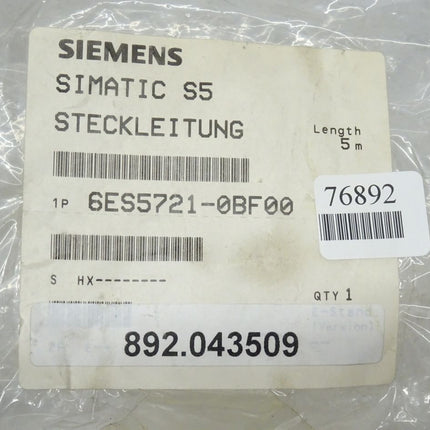 SIEMENS
SIMATIC S5
STECKLEITUNG
Length
5 m
76892
1P 6ES5721-0BF00
S HX--------
QTY 1
E-Stand
(Version)
892.043509